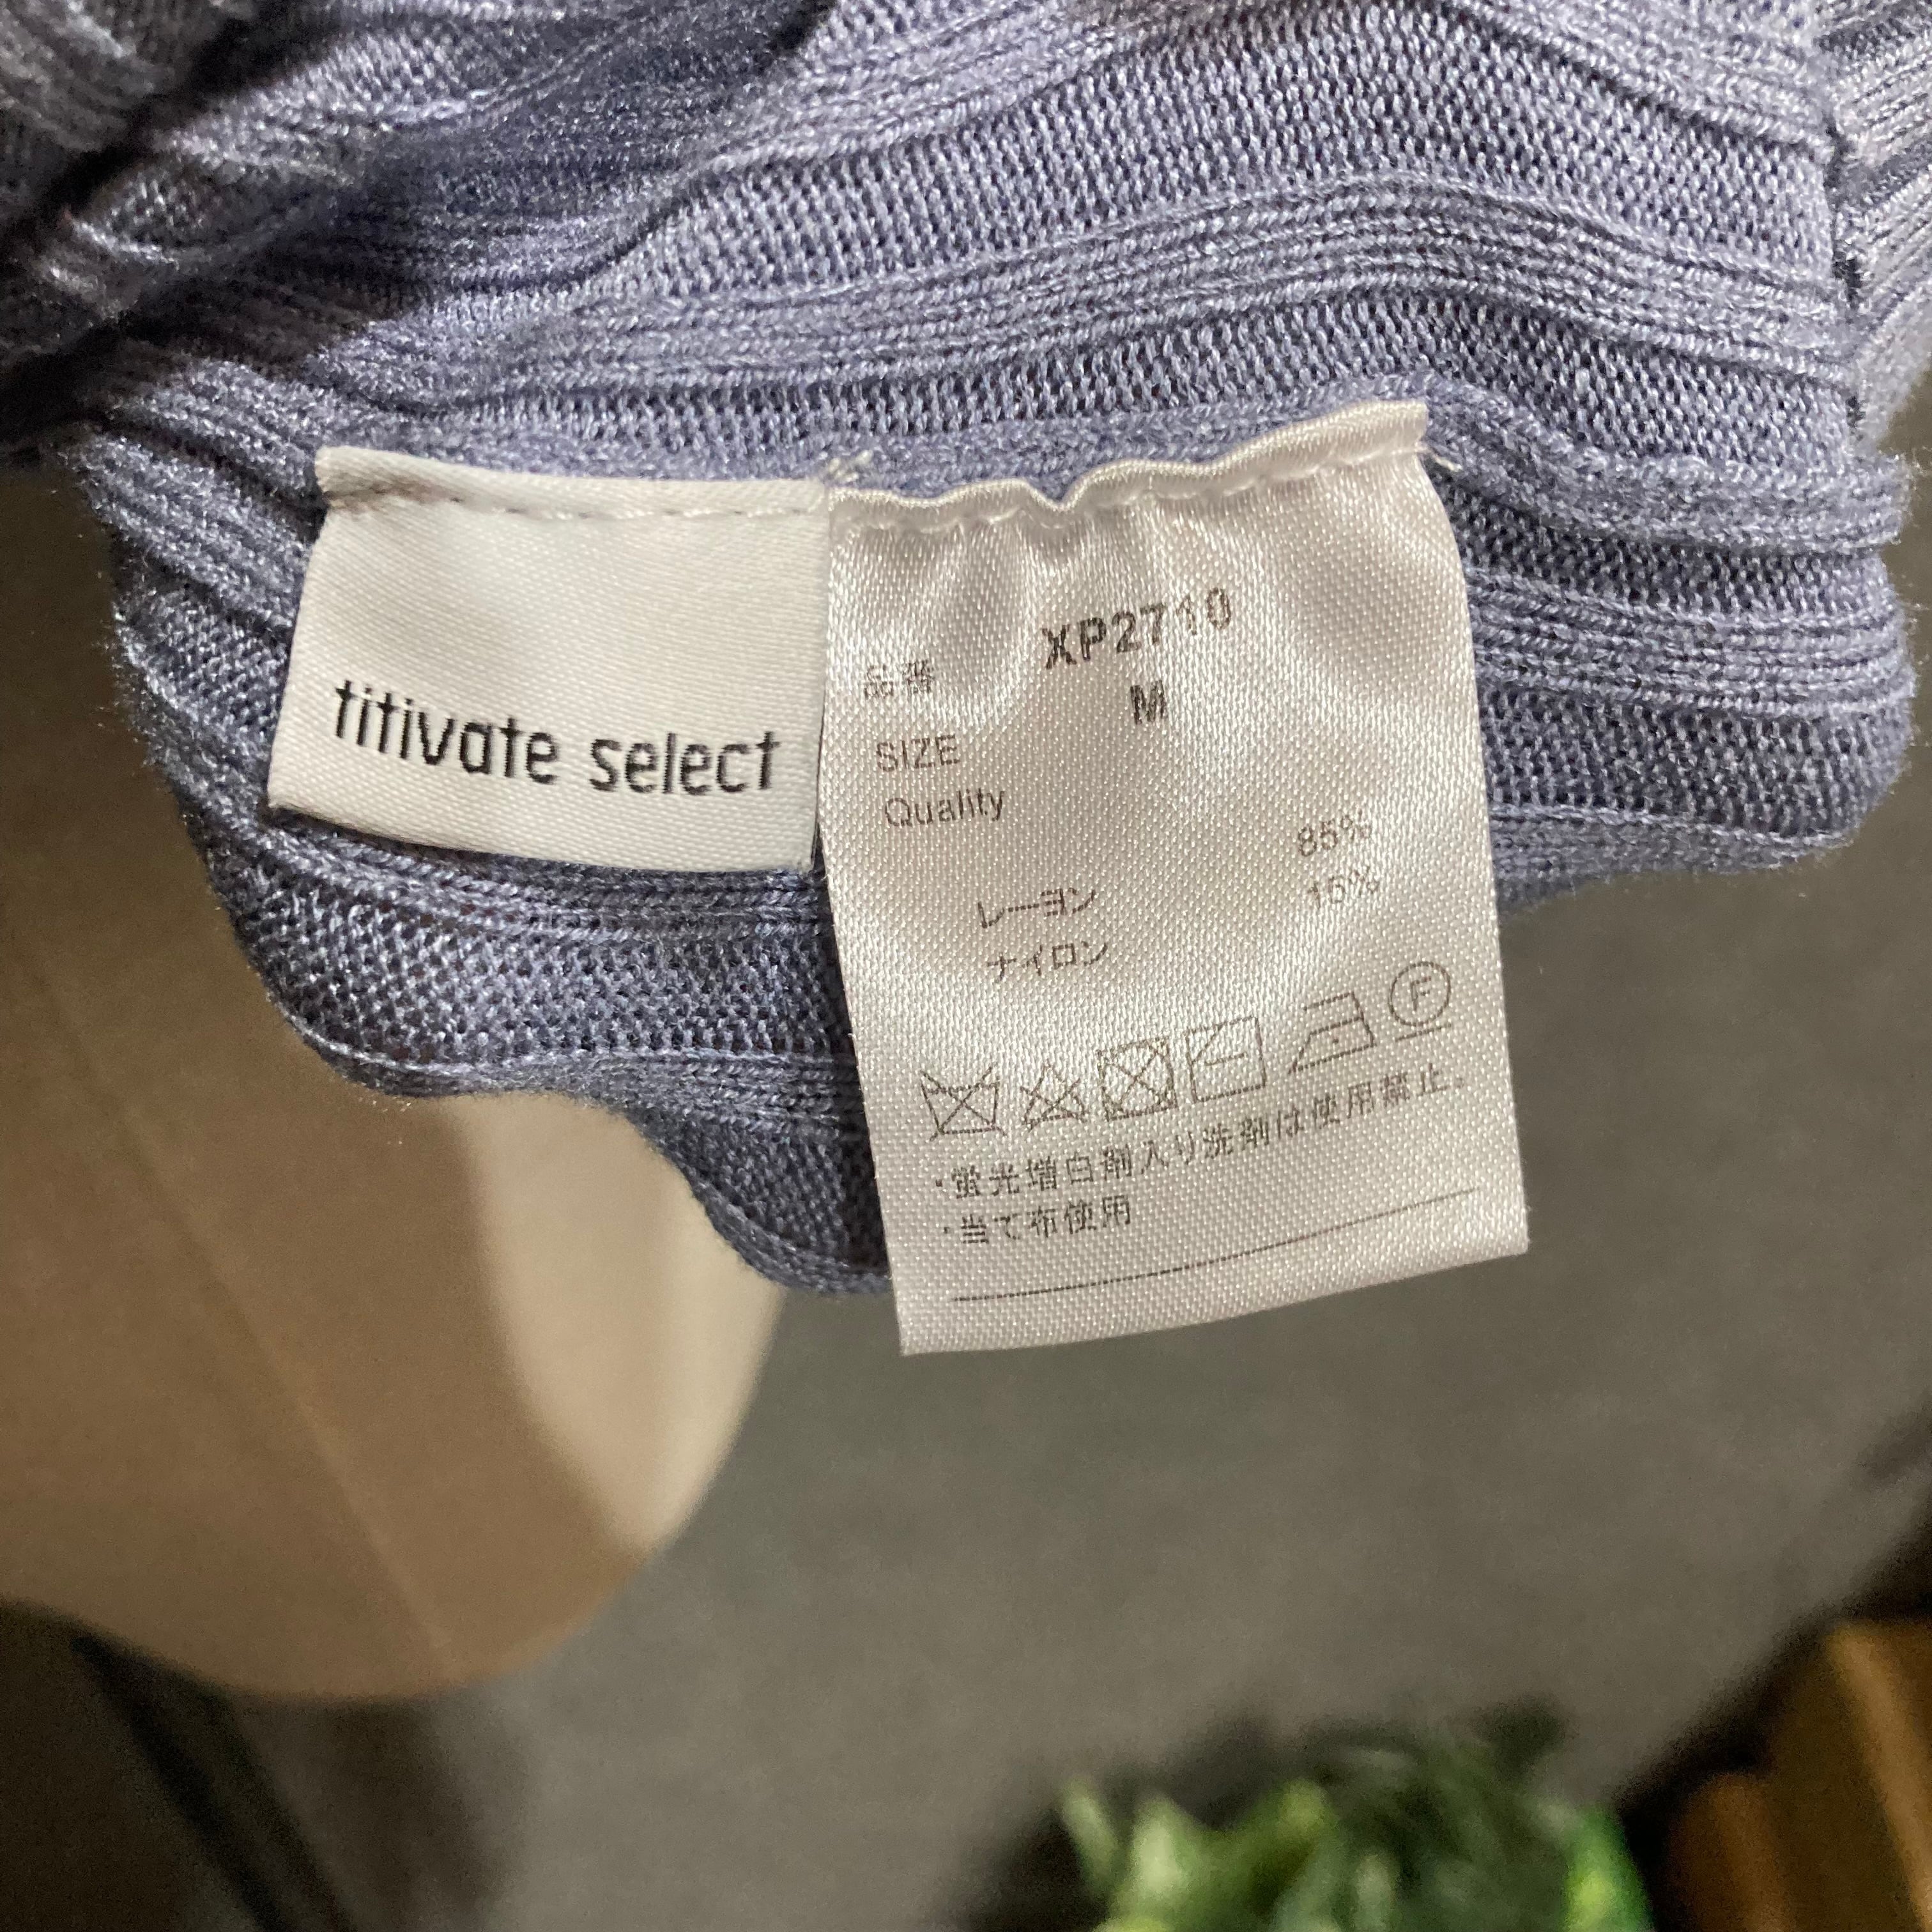 titivate select
品番 XP2710
SIZE M
Quality
レーヨン 85%
ナイロン 15%
F
・蛍光増白剤入り洗剤は使用禁止。
・当て布使用